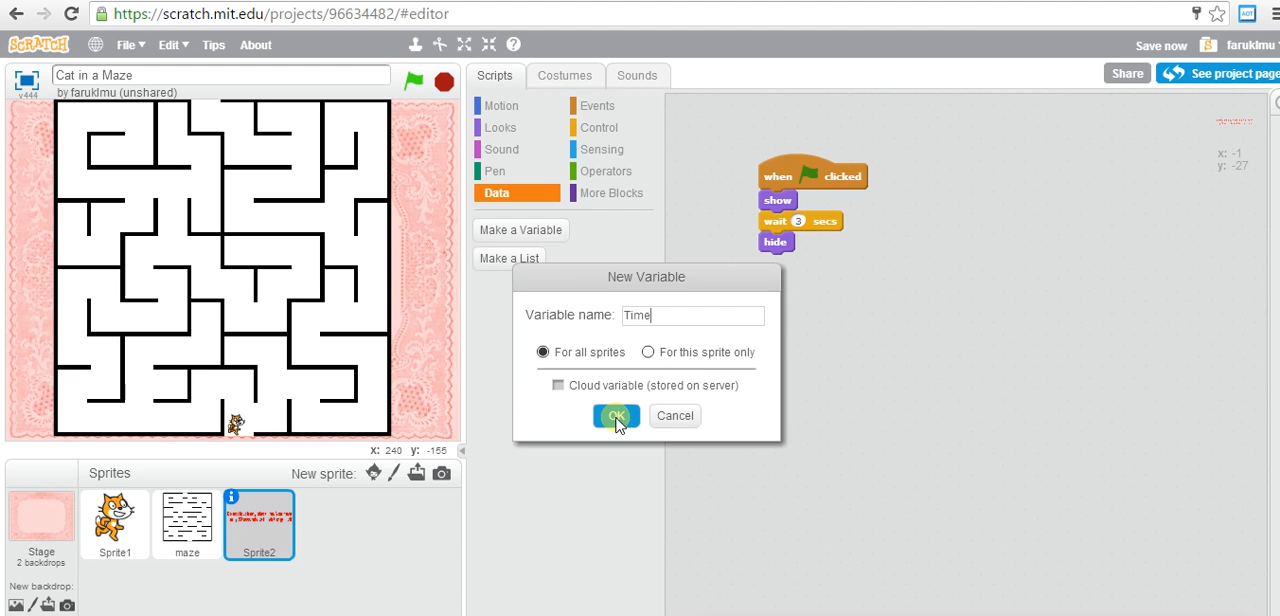 https://scratch.mit.edu/projects/96634482/#editor
SCRATCH File Edit Tips About Save now faruklmu
Cat in a Maze
by faruklmu (unshared)
v444
Scripts Costumes Sounds Share See project page
Motion Events
Looks Control
Sound Sensing
Pen Operators
Data More Blocks
Make a Variable
Make a List
when clicked
show
wait 3 secs
hide
x: -1
y: -27
New Variable
Variable name: Time
For all sprites For this sprite only
Cloud variable (stored on server)
OK Cancel
x: 240 y: -155
Sprites New sprite:
Stage
2 backdrops
New backdrop:
Sprite1
maze
Sprite2